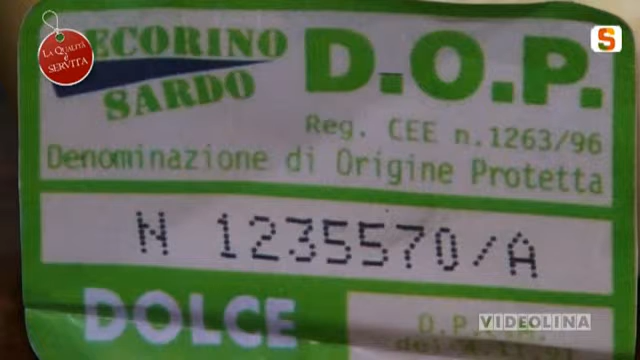 LA QUALITÀ
È
SERVITA
S
PECORINO
SARDO
D.O.P.
Reg. CEE n.1263/96
Denominazione di Origine Protetta
N 1235570/A
DOLCE
VIDEOLINA